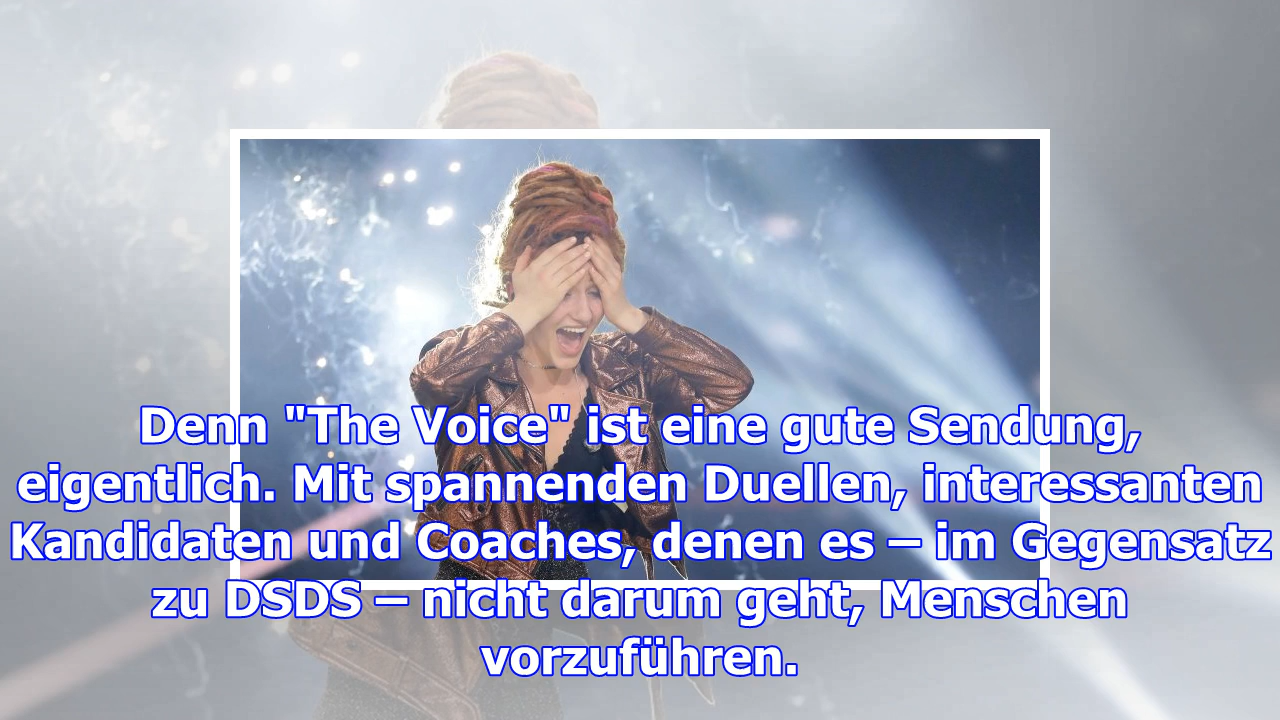 Denn "The Voice" ist eine gute Sendung,
eigentlich. Mit spannenden Duellen, interessanten
Kandidaten und Coaches, denen es – im Gegensatz
zu DSDS – nicht darum geht, Menschen
vorzuführen.